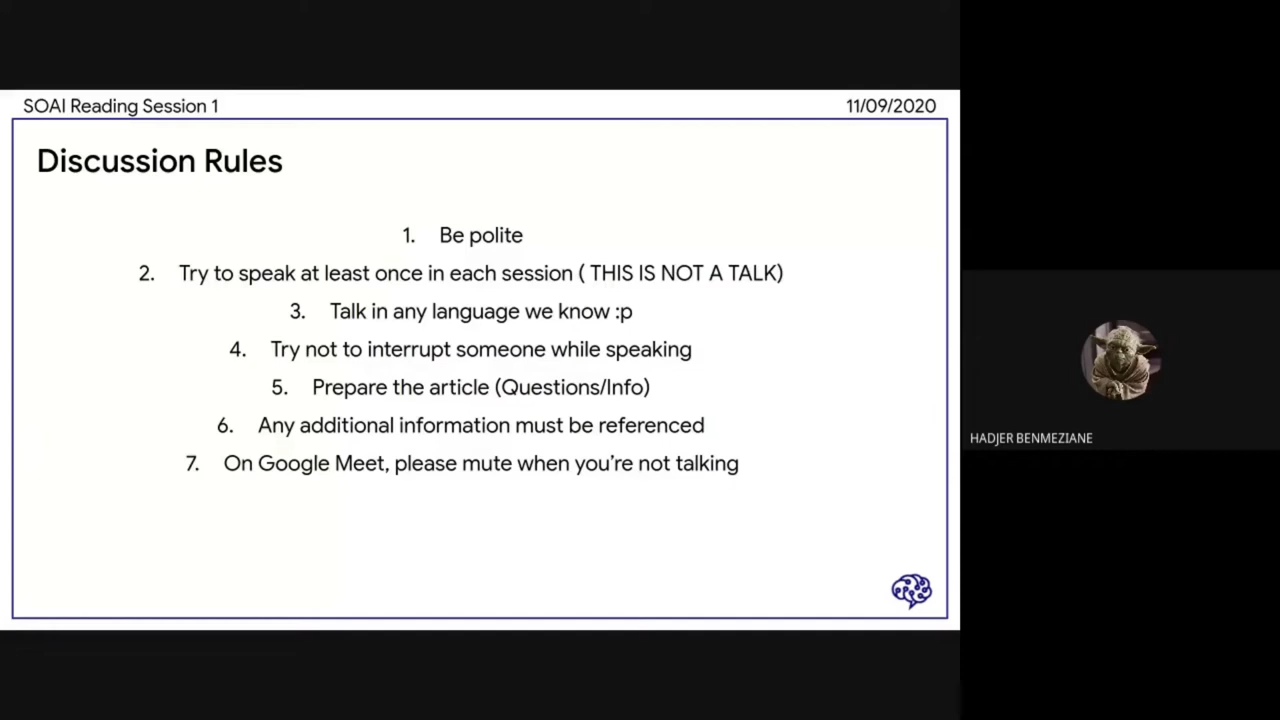 SOAI Reading Session 1
11/09/2020
Discussion Rules
1. Be polite
2. Try to speak at least once in each session ( THIS IS NOT A TALK)
3. Talk in any language we know :p
4. Try not to interrupt someone while speaking
5. Prepare the article (Questions/Info)
6. Any additional information must be referenced
7. On Google Meet, please mute when you're not talking
HADJER BENMEZIANE